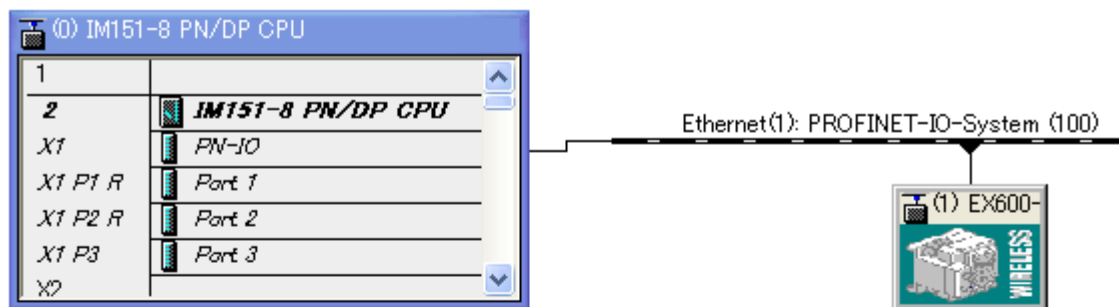 (0) IM151-8 PN/DP CPU
1
2 IM151-8 PN/DP CPU
X1 PN-IO
X1 P1 R Port 1
X1 P2 R Port 2
X1 P3 Port 3
X2
Ethernet(1): PROFINET-IO-System (100)
(1) EX600-
WIRELESS